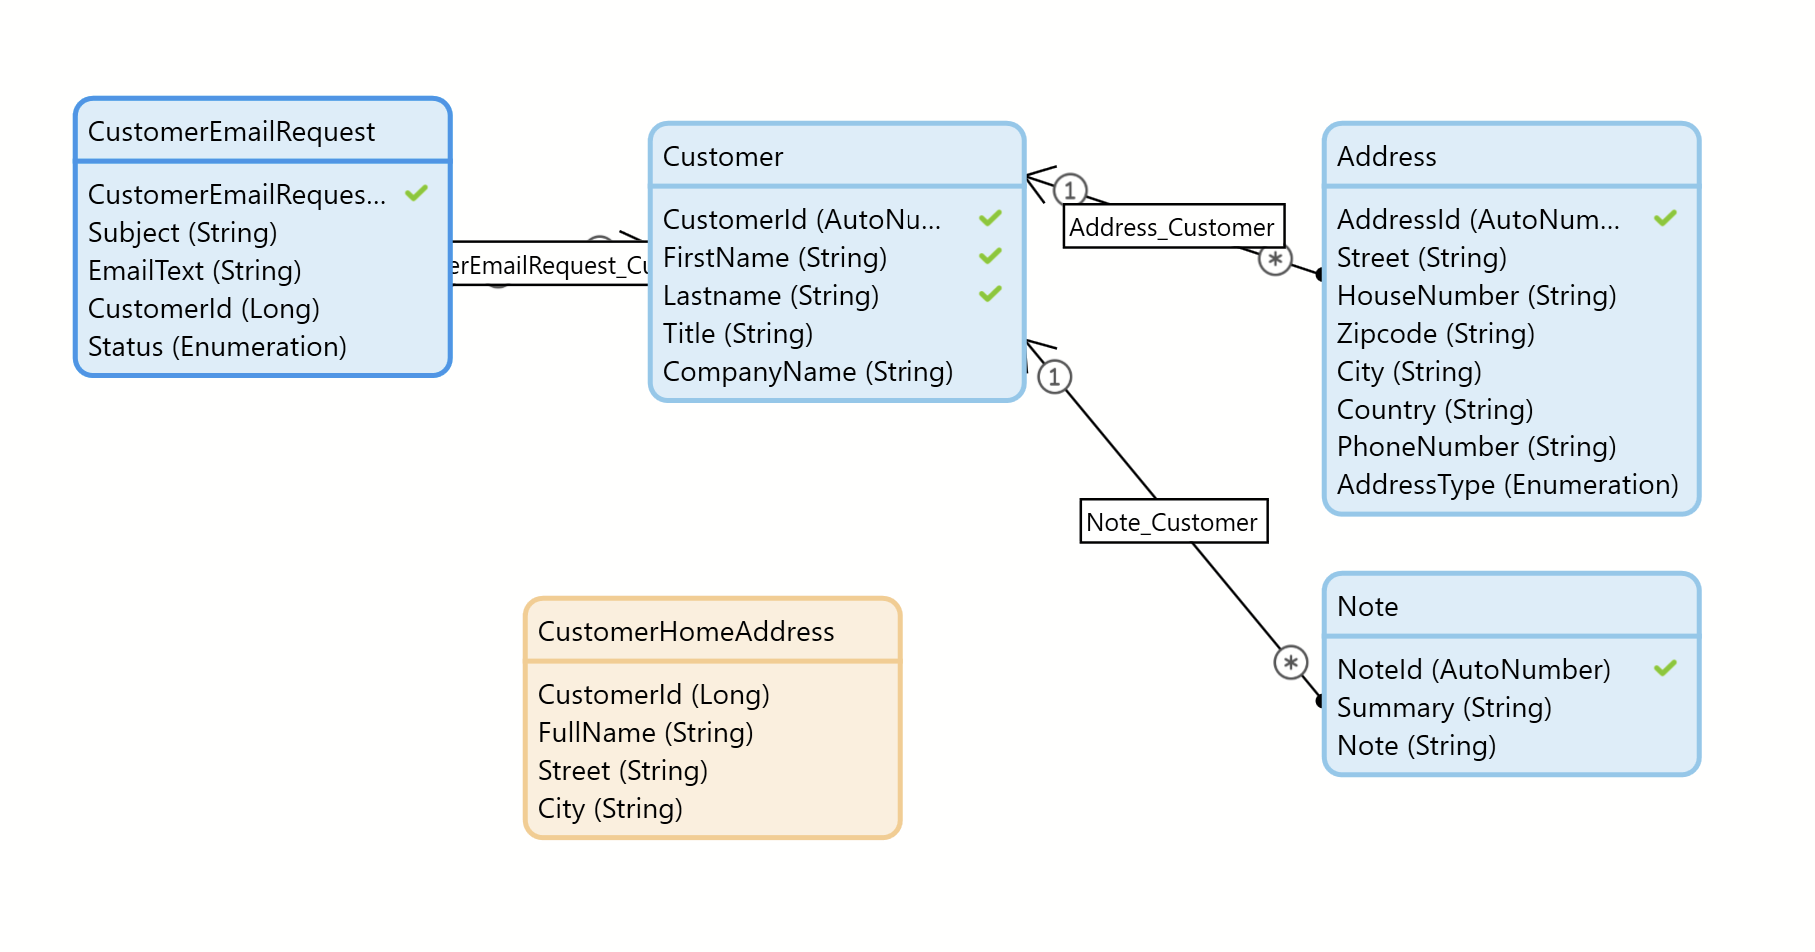 CustomerEmailRequest
CustomerEmailReques...
Subject (String)
EmailText (String)
CustomerId (Long)
Status (Enumeration)
erEmailRequest_Cu
Customer
CustomerId (AutoNu...
FirstName (String)
Lastname (String)
Title (String)
CompanyName (String)
1
Address_Customer
*
Address
AddressId (AutoNum...
Street (String)
HouseNumber (String)
Zipcode (String)
City (String)
Country (String)
PhoneNumber (String)
AddressType (Enumeration)
1
Note_Customer
*
Note
NoteId (AutoNumber)
Summary (String)
Note (String)
CustomerHomeAddress
CustomerId (Long)
FullName (String)
Street (String)
City (String)